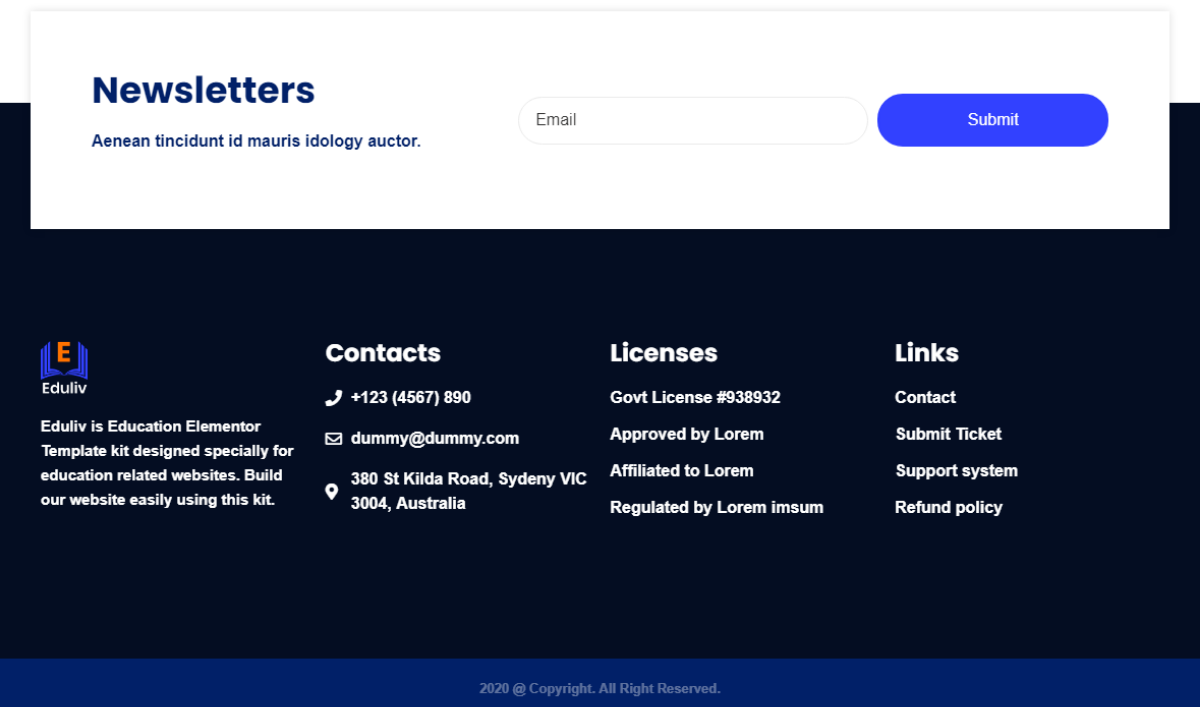 Newsletters
Aenean tincidunt id mauris idology auctor.
Email
Submit
E
Eduliv
Eduliv is Education Elementor
Template kit designed specially for
education related websites. Build
our website easily using this kit.
Contacts
+123 (4567) 890
dummy@dummy.com
380 St Kilda Road, Sydeny VIC
3004, Australia
Licenses
Govt License #938932
Approved by Lorem
Affiliated to Lorem
Regulated by Lorem imsum
Links
Contact
Submit Ticket
Support system
Refund policy
2020 @ Copyright. All Right Reserved.